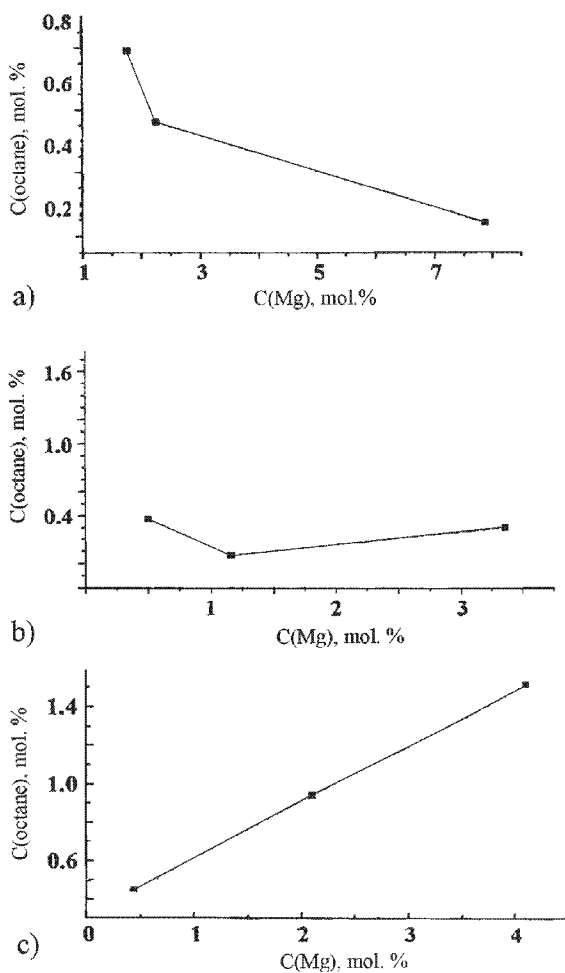 0.8
0.6
0.4
0.2
C(octane), mol. %
1 3 5 7
C(Mg), mol.%
a)
1.6
1.0
0.4
C(octane), mol. %
1 2 3
C(Mg), mol. %
b)
1.4
1.0
0.6
C(octane), mol. %
0 1 2 3 4
C(Mg), mol. %
c)